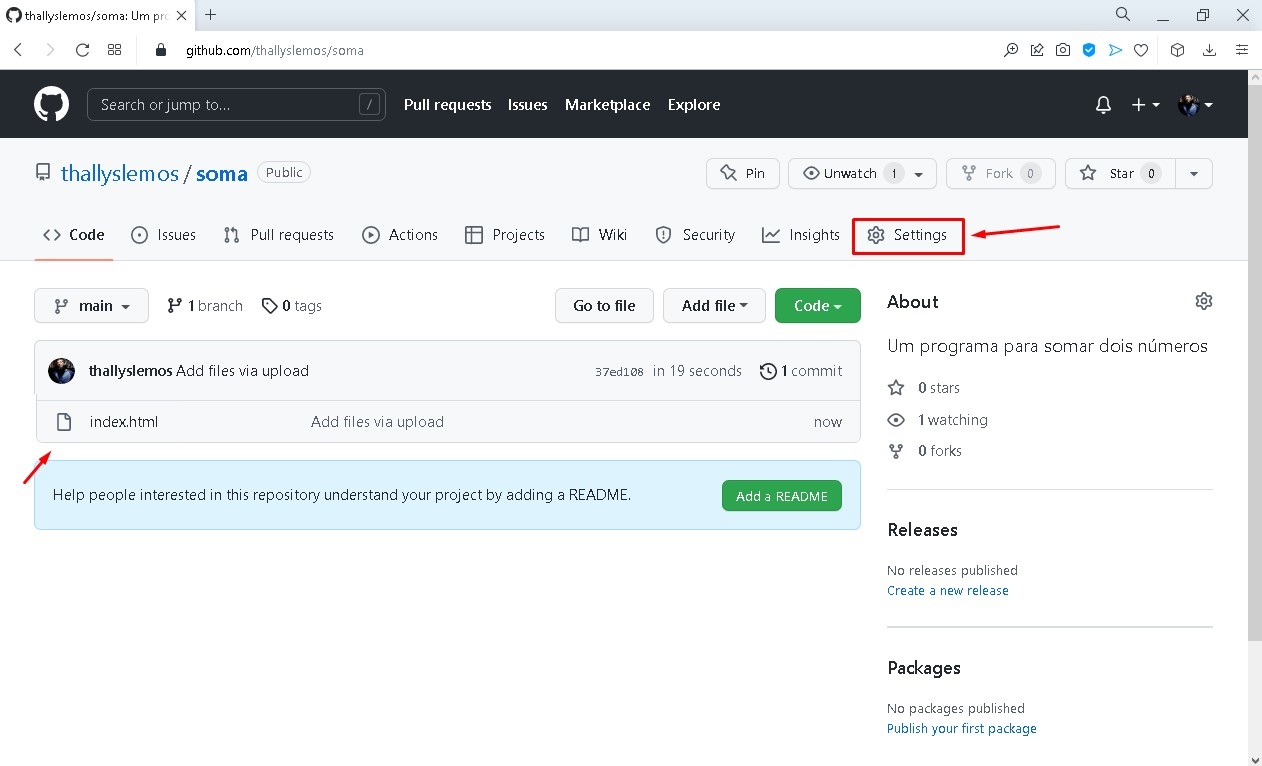 thallyslemos/soma: Um pro
github.com/thallyslemos/soma
Search or jump to... /
Pull requests Issues Marketplace Explore
thallyslemos / soma Public
Pin Unwatch 1 Fork 0 Star 0
Code Issues Pull requests Actions Projects Wiki Security Insights Settings
main 1 branch 0 tags Go to file Add file Code
thallyslemos Add files via upload 37ed108 in 19 seconds 1 commit
index.html Add files via upload now
Help people interested in this repository understand your project by adding a README. Add a README
About
Um programa para somar dois números
0 stars
1 watching
0 forks
Releases
No releases published
Create a new release
Packages
No packages published
Publish your first package